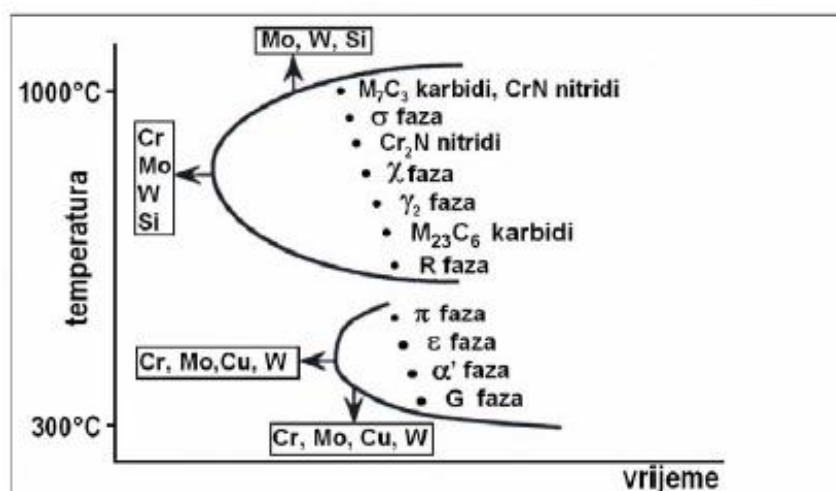 Mo, W, Si
1000°C
M₇C₃ karbidi, CrN nitridi
σ faza
Cr₂N nitridi
χ faza
γ₂ faza
M₂₃C₆ karbidi
R faza
Cr
Mo
W
Si
temperatura
π faza
ε faza
α' faza
G faza
Cr, Mo,Cu, W
300°C
Cr, Mo, Cu, W
vrijeme